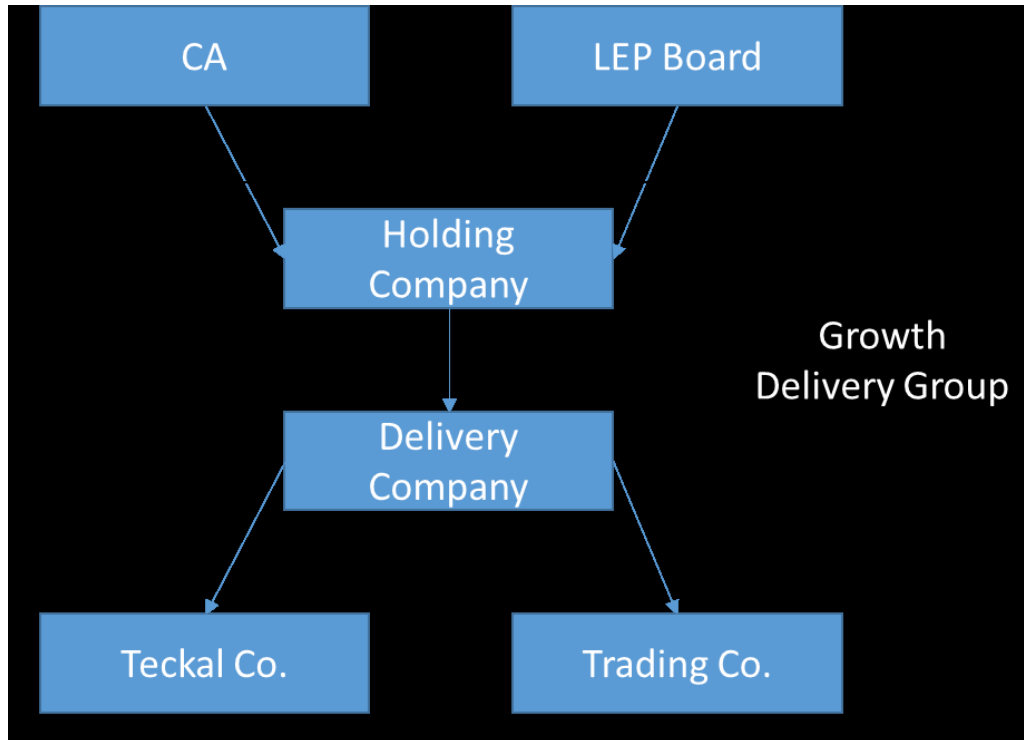 CA
LEP Board
Holding
Company
Growth
Delivery Group
Delivery
Company
Teckal Co.
Trading Co.